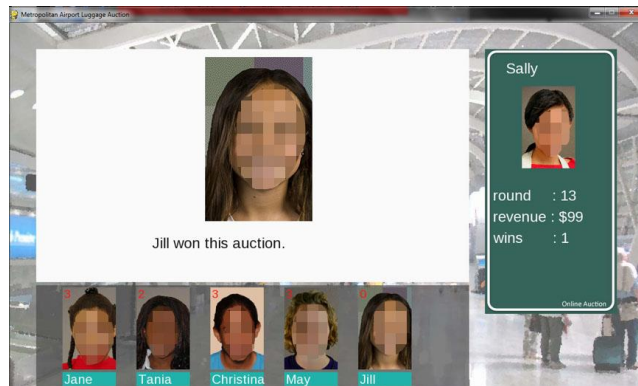 Metropolitan Airport Luggage Auction
Sally
Jill won this auction.
round : 13
revenue : $99
wins : 1
Online Auction
3
2
3
0
Jane
Tania
Christina
May
Jill